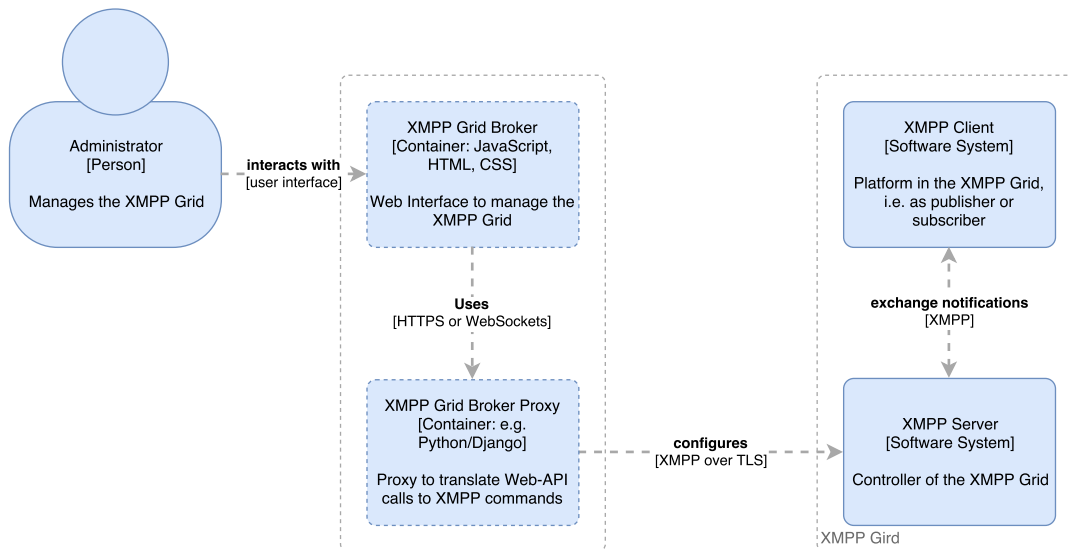 Administrator
[Person]
Manages the XMPP Grid
interacts with
[user interface]
XMPP Grid Broker
[Container: JavaScript,
HTML, CSS]
Web Interface to manage the
XMPP Grid
Uses
[HTTPS or WebSockets]
XMPP Grid Broker Proxy
[Container: e.g.
Python/Django]
Proxy to translate Web-API
calls to XMPP commands
configures
[XMPP over TLS]
XMPP Client
[Software System]
Platform in the XMPP Grid,
i.e. as publisher or
subscriber
exchange notifications
[XMPP]
XMPP Server
[Software System]
Controller of the XMPP Grid
XMPP Gird